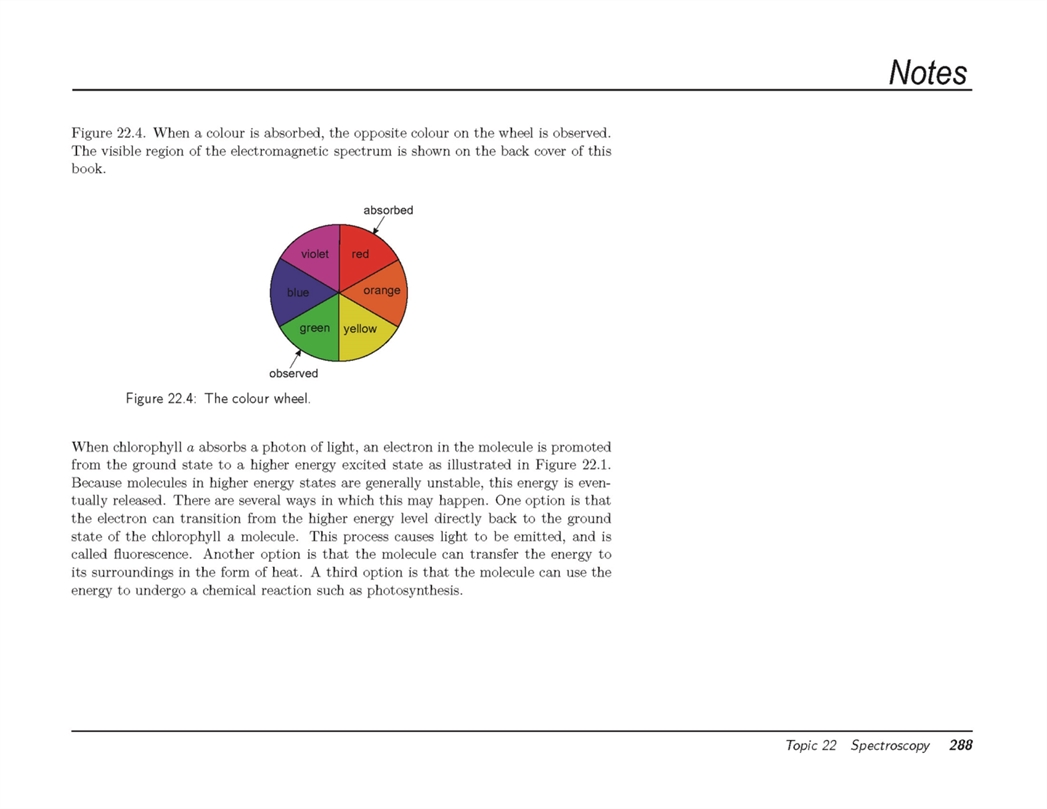 Notes
Figure 22.4. When a colour is absorbed, the opposite colour on the wheel is observed.
The visible region of the electromagnetic spectrum is shown on the back cover of this
book.
absorbed
violet
red
blue
orange
green
yellow
observed
Figure 22.4: The colour wheel.
When chlorophyll a absorbs a photon of light, an electron in the molecule is promoted
from the ground state to a higher energy excited state as illustrated in Figure 22.1.
Because molecules in higher energy states are generally unstable, this energy is even-
tually released. There are several ways in which this may happen. One option is that
the electron can transition from the higher energy level directly back to the ground
state of the chlorophyll a molecule. This process causes light to be emitted, and is
called fluorescence. Another option is that the molecule can transfer the energy to
its surroundings in the form of heat. A third option is that the molecule can use the
energy to undergo a chemical reaction such as photosynthesis.
Topic 22 Spectroscopy 288